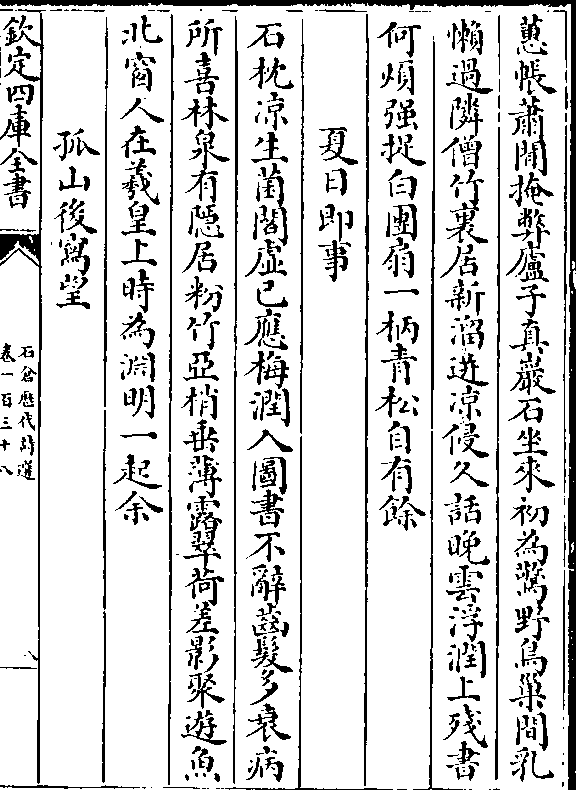 蕙帳蕭閒掩弊廬子真巖石坐來初為驚野鳥巢間乳
懶過隣僧竹裏居新溜迸凉侵久話晚雲浮潤上殘書
何煩强捉白團扇一柄青松自有餘
夏日即事
石枕凉生菌閣虛已應梅潤入圖書不辭齒髮多衰病
所喜林泉有隠居粉竹亞梢垂薄露翠荷差影聚遊魚
北窗人在羲皇上時為淵明一起余
孤山後寫望
欽定四庫全書
石倉歷代詩選
卷一百三十八